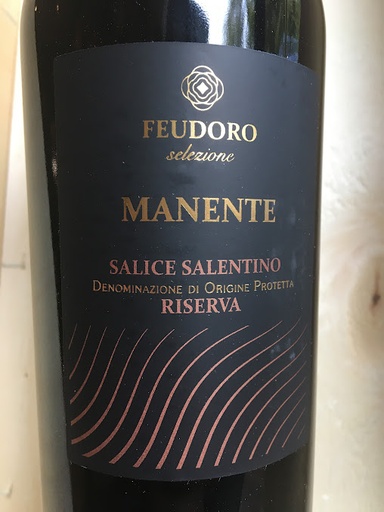 FEUDORO
selezione
MANENTE
SALICE SALENTINO
DENOMINAZIONE DI ORIGINE PROTETTA
RISERVA